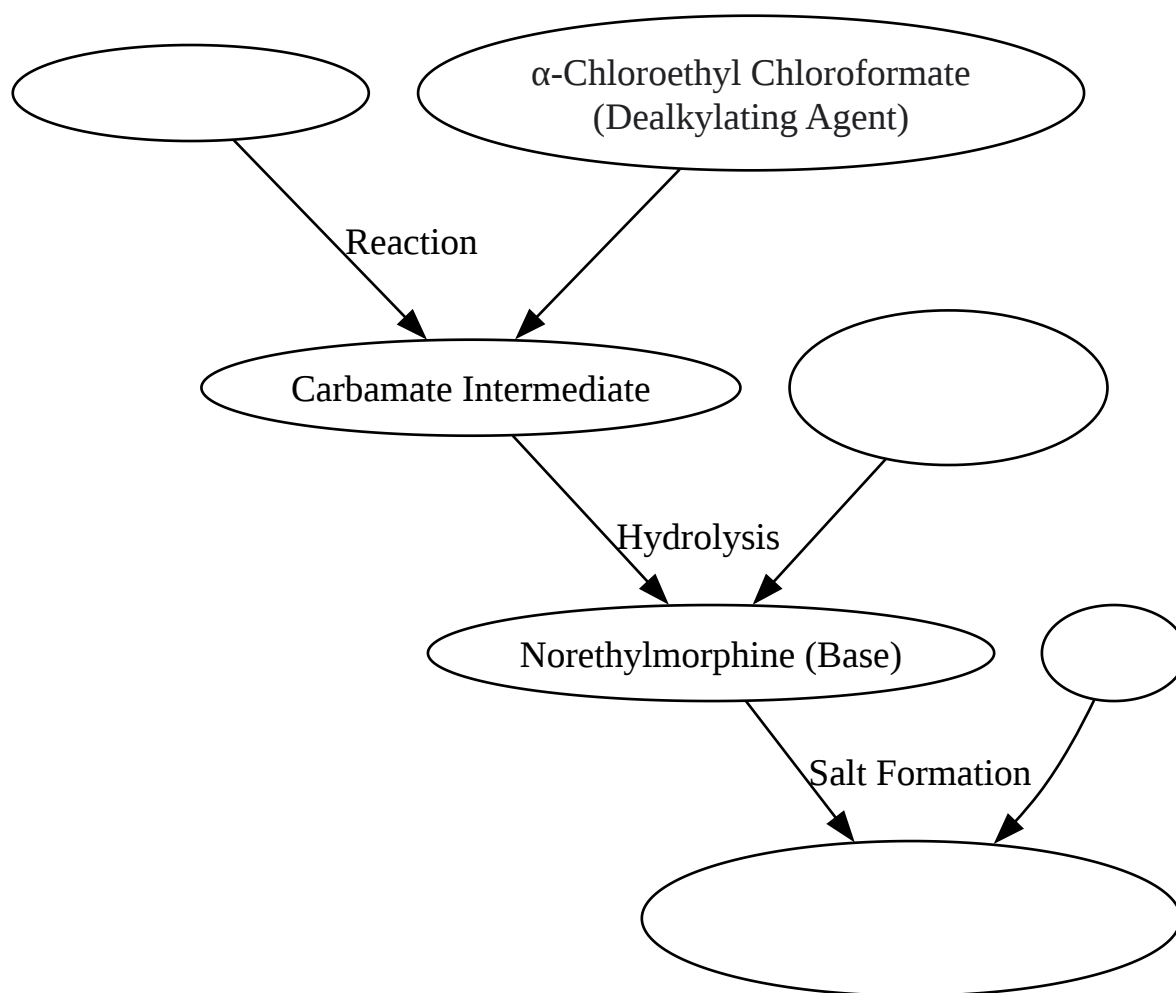 α-Chloroethyl Chloroformate
(Dealkylating Agent)
Reaction
Carbamate Intermediate
Hydrolysis
Norethylmorphine (Base)
Salt Formation